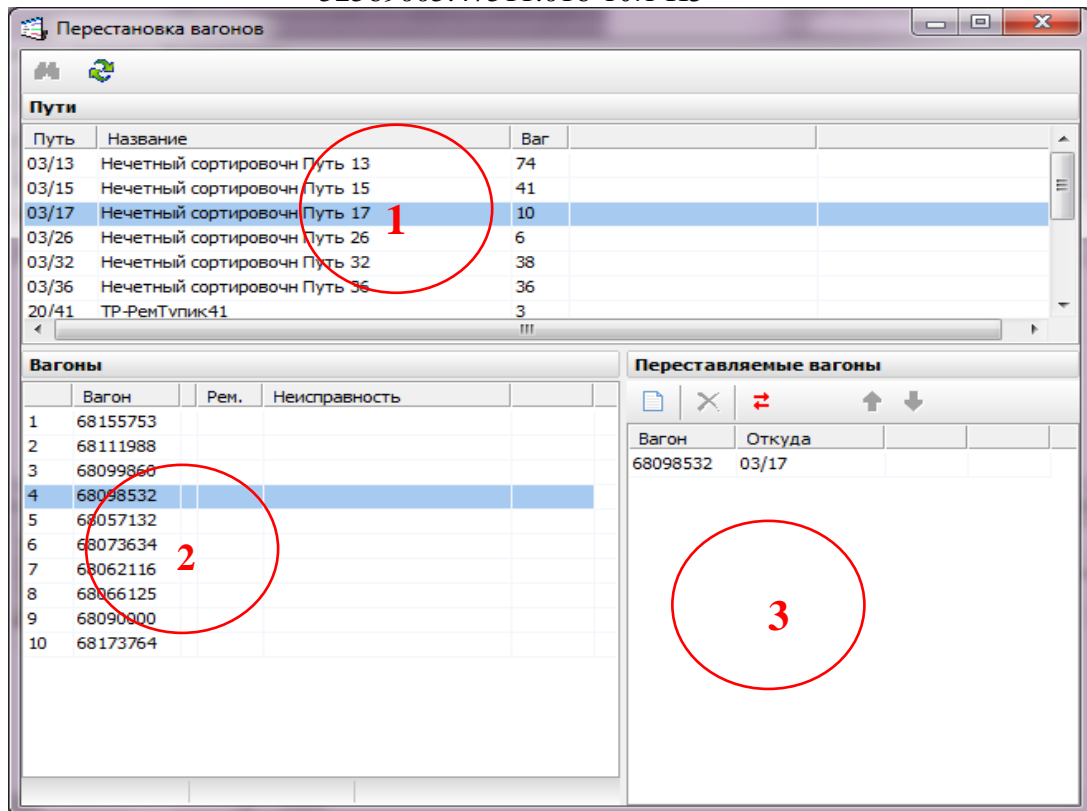 Перестановка вагонов
Пути
Путь Название Ваг
03/13 Нечетный сортировочн Путь 13 74
03/15 Нечетный сортировочн Путь 15 41
03/17 Нечетный сортировочн Путь 17 10
1
03/26 Нечетный сортировочн Путь 26 6
03/32 Нечетный сортировочн Путь 32 38
03/36 Нечетный сортировочн Путь 36 36
20/41 ТР-РемТупик41 3
Вагоны
Вагон Рем. Неисправность
1 68155753
2 68111988
3 68099860
4 68098532
5 68057132
6 68073634
2
7 68062116
8 68066125
9 68090000
10 68173764
Переставляемые вагоны
Вагон Откуда
68098532 03/17
3